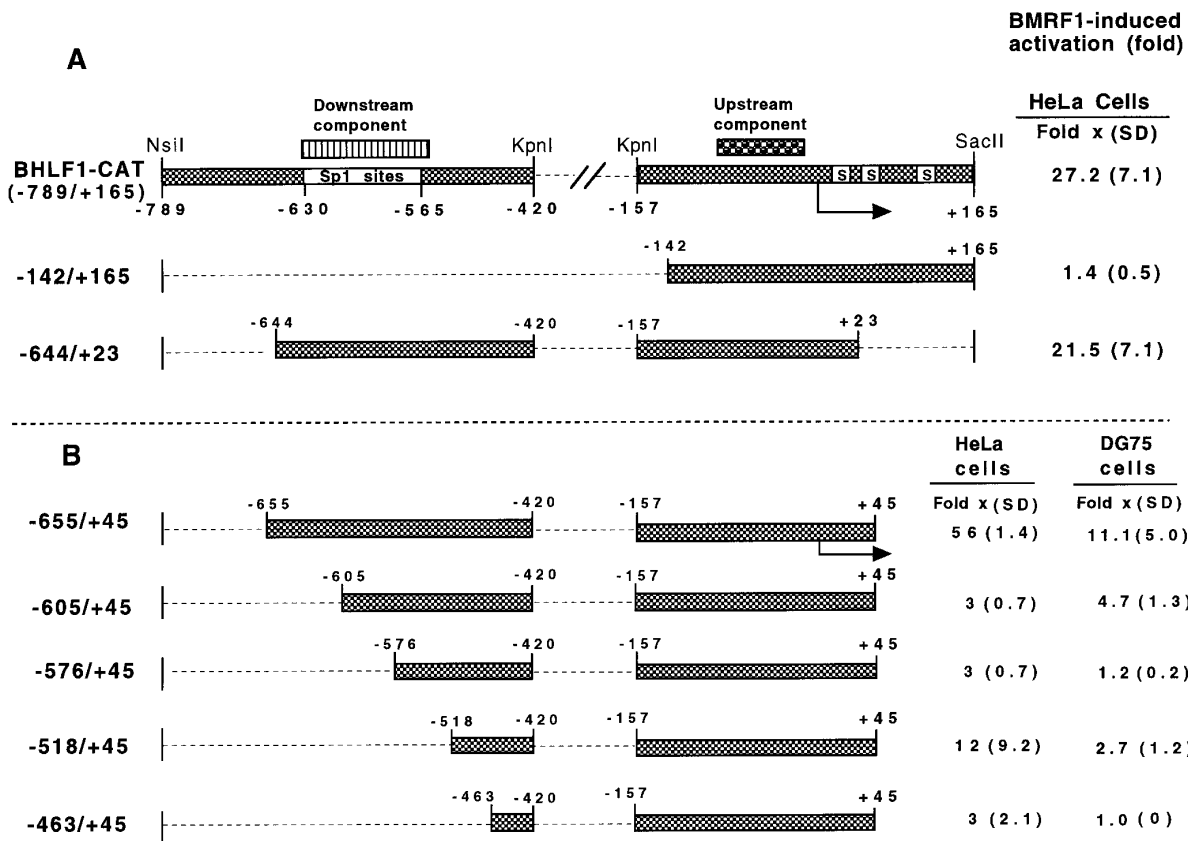 BMRF1-induced
activation (fold)
A
HeLa Cells
Fold x (SD)
Downstream
component
Upstream
component
NsiI KpnI KpnI SacII
BHLF1-CAT
(-789/+165)
Sp1 sites S S S 27.2 (7.1)
-789 -630 -565 -420 -157 +165
-142 +165
-142/+165 1.4 (0.5)
-644 -420 -157 +23
-644/+23 21.5 (7.1)
B
HeLa
cells
DG75
cells
Fold x (SD) Fold x (SD)
-655 -420 -157 +45
-655/+45 56 (1.4) 11.1(5.0)
-605 -420 -157 +45
-605/+45 3 (0.7) 4.7 (1.3)
-576 -420 -157 +45
-576/+45 3 (0.7) 1.2 (0.2)
-518 -420 -157 +45
-518/+45 12 (9.2) 2.7 (1.2)
-463 -420 -157 +45
-463/+45 3 (2.1) 1.0 (0)